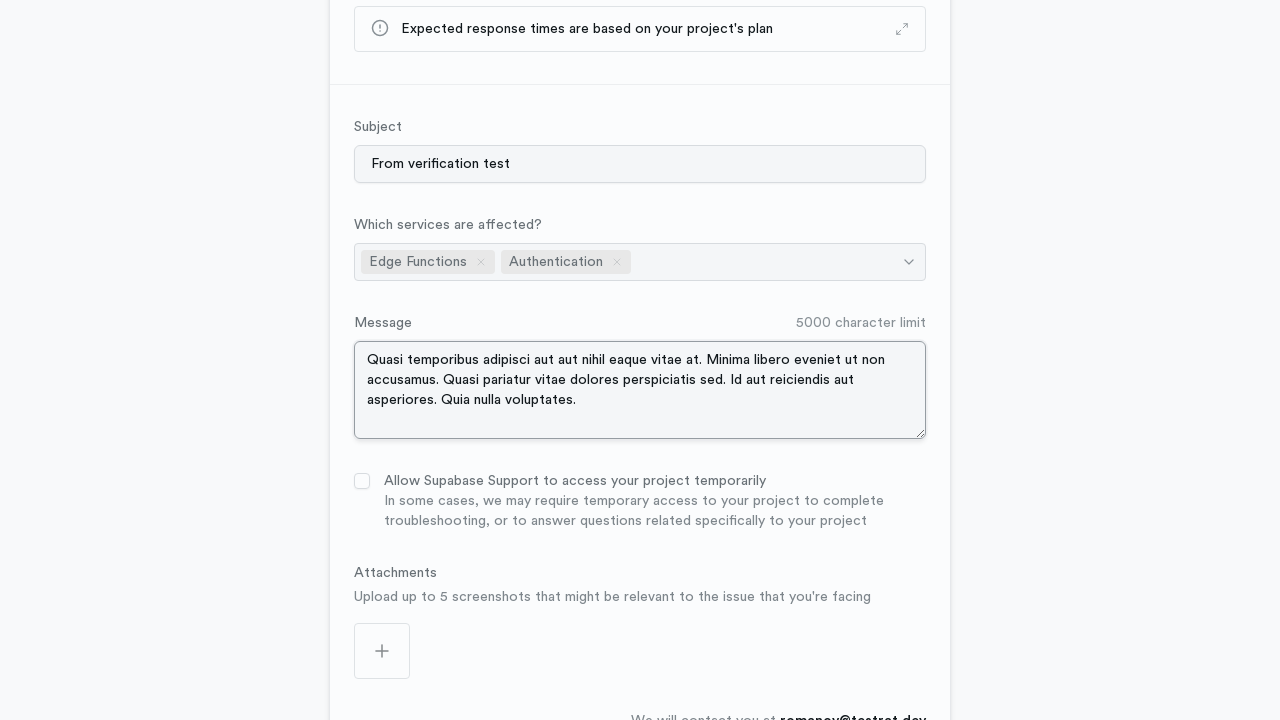 Expected response times are based on your project's plan
Subject
From verification test
Which services are affected?
Edge Functions
Authentication
Message
5000 character limit
Quasi temporibus adipisci aut aut nihil eaque vitae at. Minima libero eveniet ut non
accusamus. Quasi pariatur vitae dolores perspiciatis sed. Id aut reiciendis aut
asperiores. Quia nulla voluptates.
Allow Supabase Support to access your project temporarily
In some cases, we may require temporary access to your project to complete
troubleshooting, or to answer questions related specifically to your project
Attachments
Upload up to 5 screenshots that might be relevant to the issue that you're facing
We will contact you at